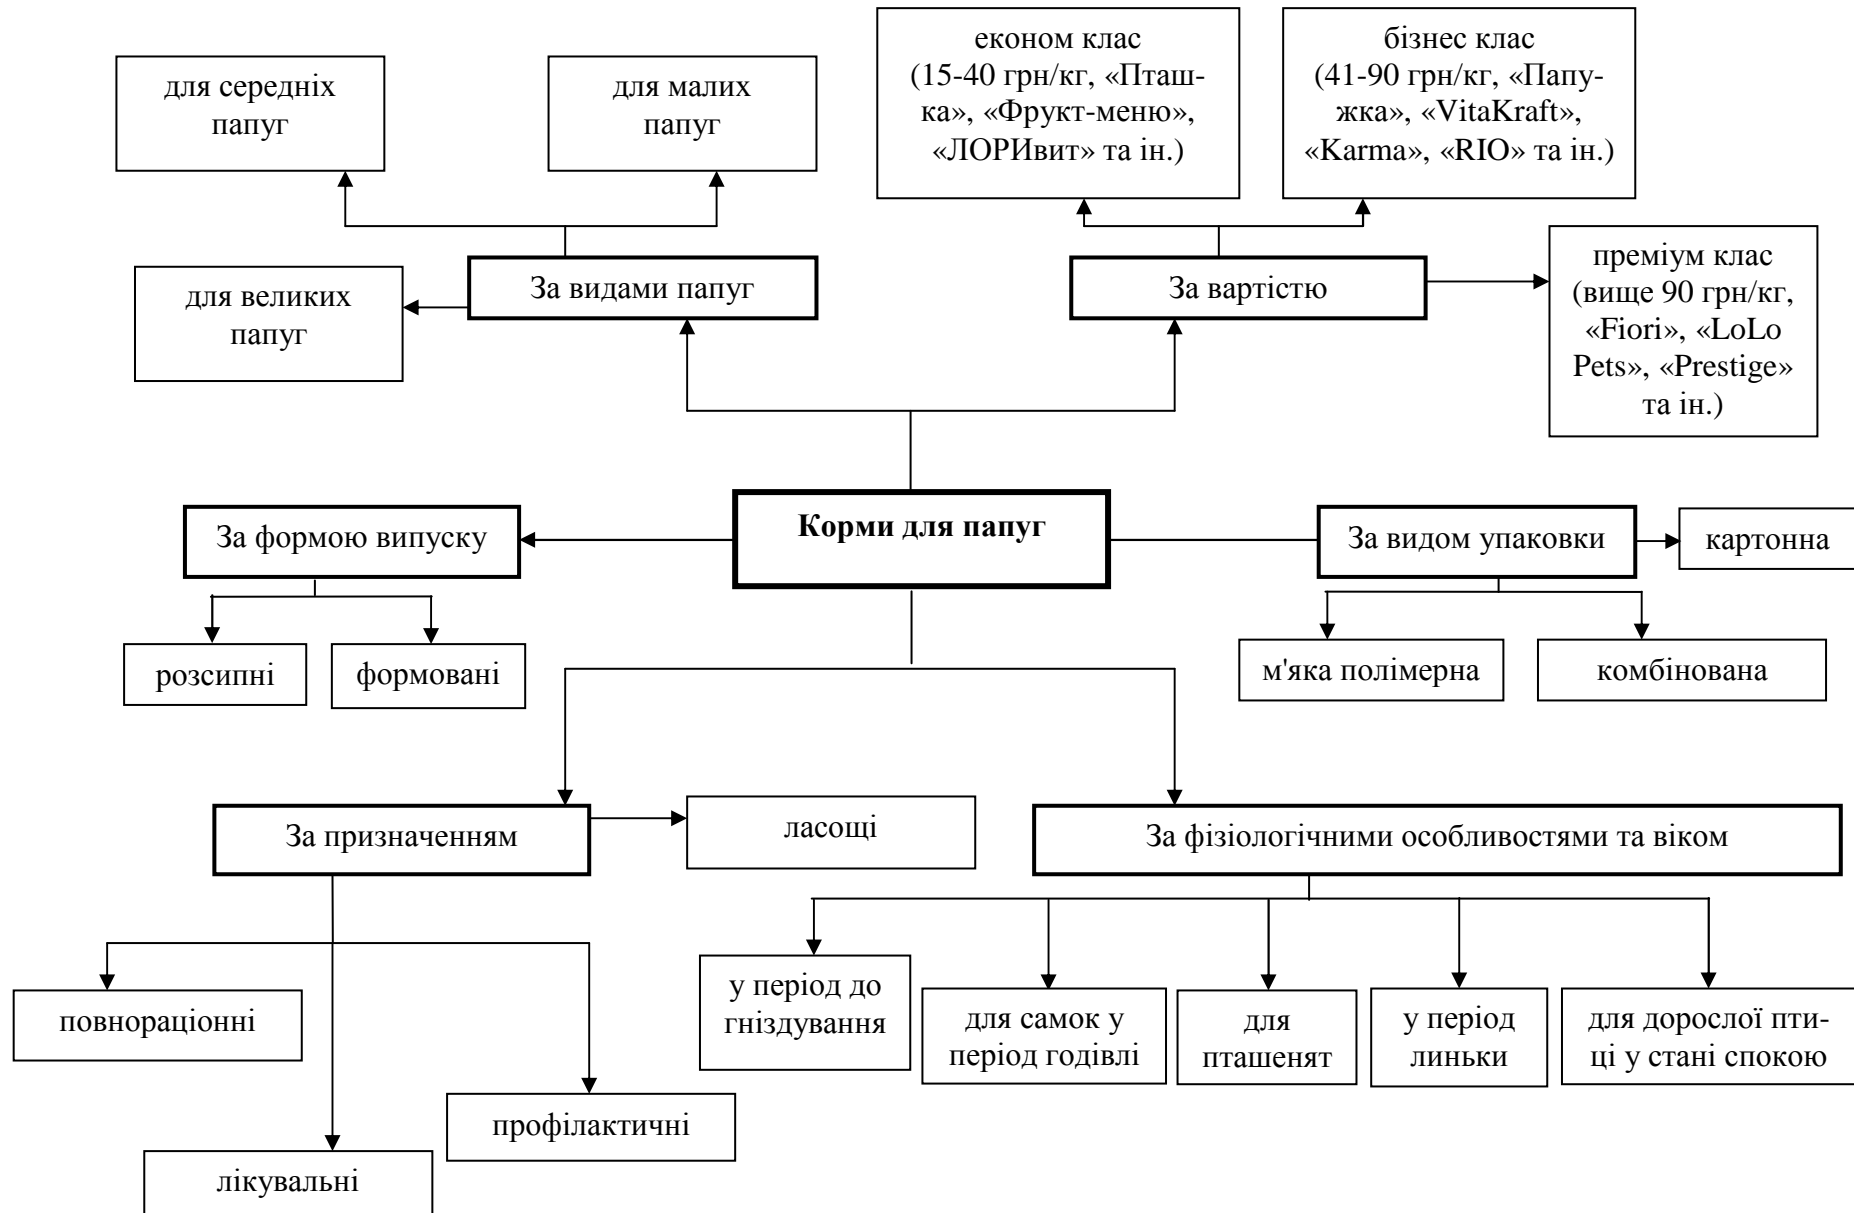 для середніх
папуг
для малих
папуг
економ клас
(15-40 грн/кг, «Пташ-
ка», «Фрукт-меню»,
«ЛОРИвит» та ін.)
бізнес клас
(41-90 грн/кг, «Папу-
жка», «VitaKraft»,
«Karma», «RIO» та ін.)
для великих
папуг
За видами папуг
За вартістю
преміум клас
(вище 90 грн/кг,
«Fiori», «LoLo
Pets», «Prestige»
та ін.)
За формою випуску
Корми для папуг
За видом упаковки
картонна
розсипні
формовані
м'яка полімерна
комбінована
За призначенням
ласощі
За фізіологічними особливостями та віком
повнораціонні
лікувальні
профілактичні
у період до
гніздування
для самок у
період годівлі
для
пташенят
у період
линьки
для дорослої пти-
ці у стані спокою